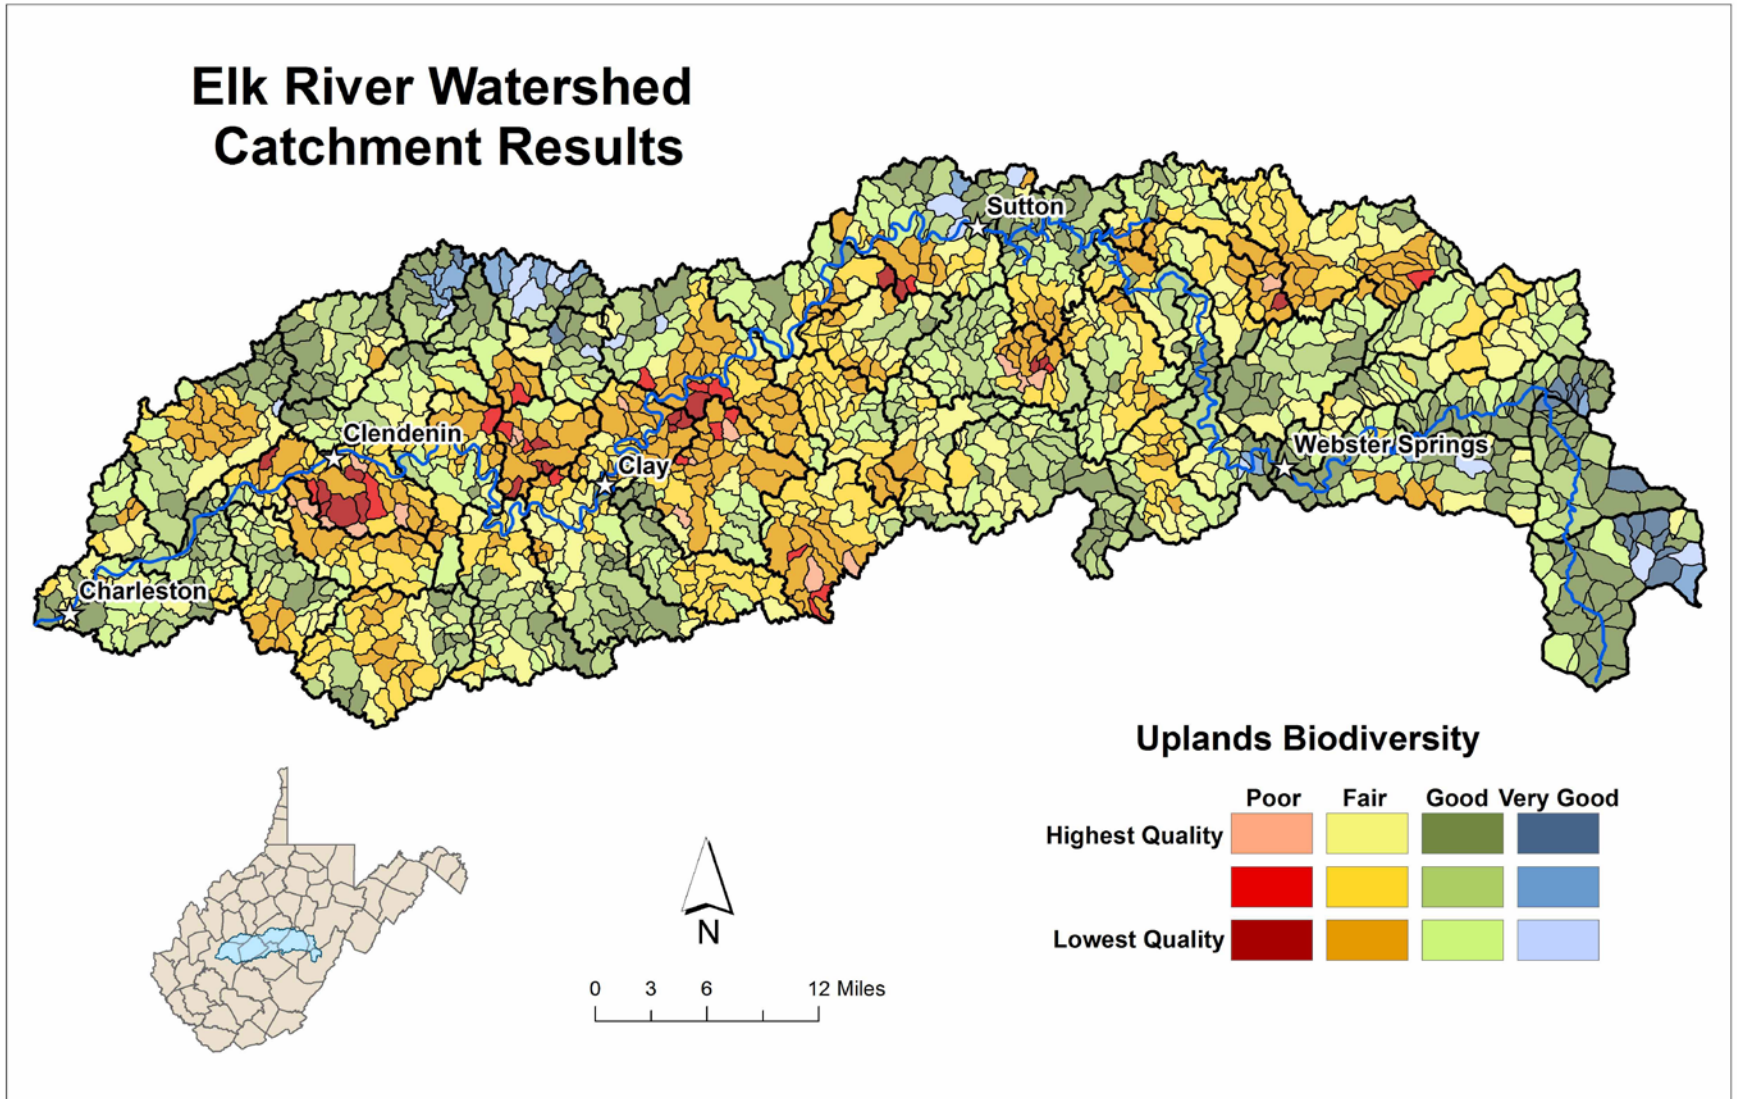 Elk River Watershed
Catchment Results
Sutton
Clendenin
Webster Springs
Clay
Charleston
Uplands Biodiversity
Poor Fair Good Very Good
Highest Quality
Lowest Quality
N
0 3 6 12 Miles